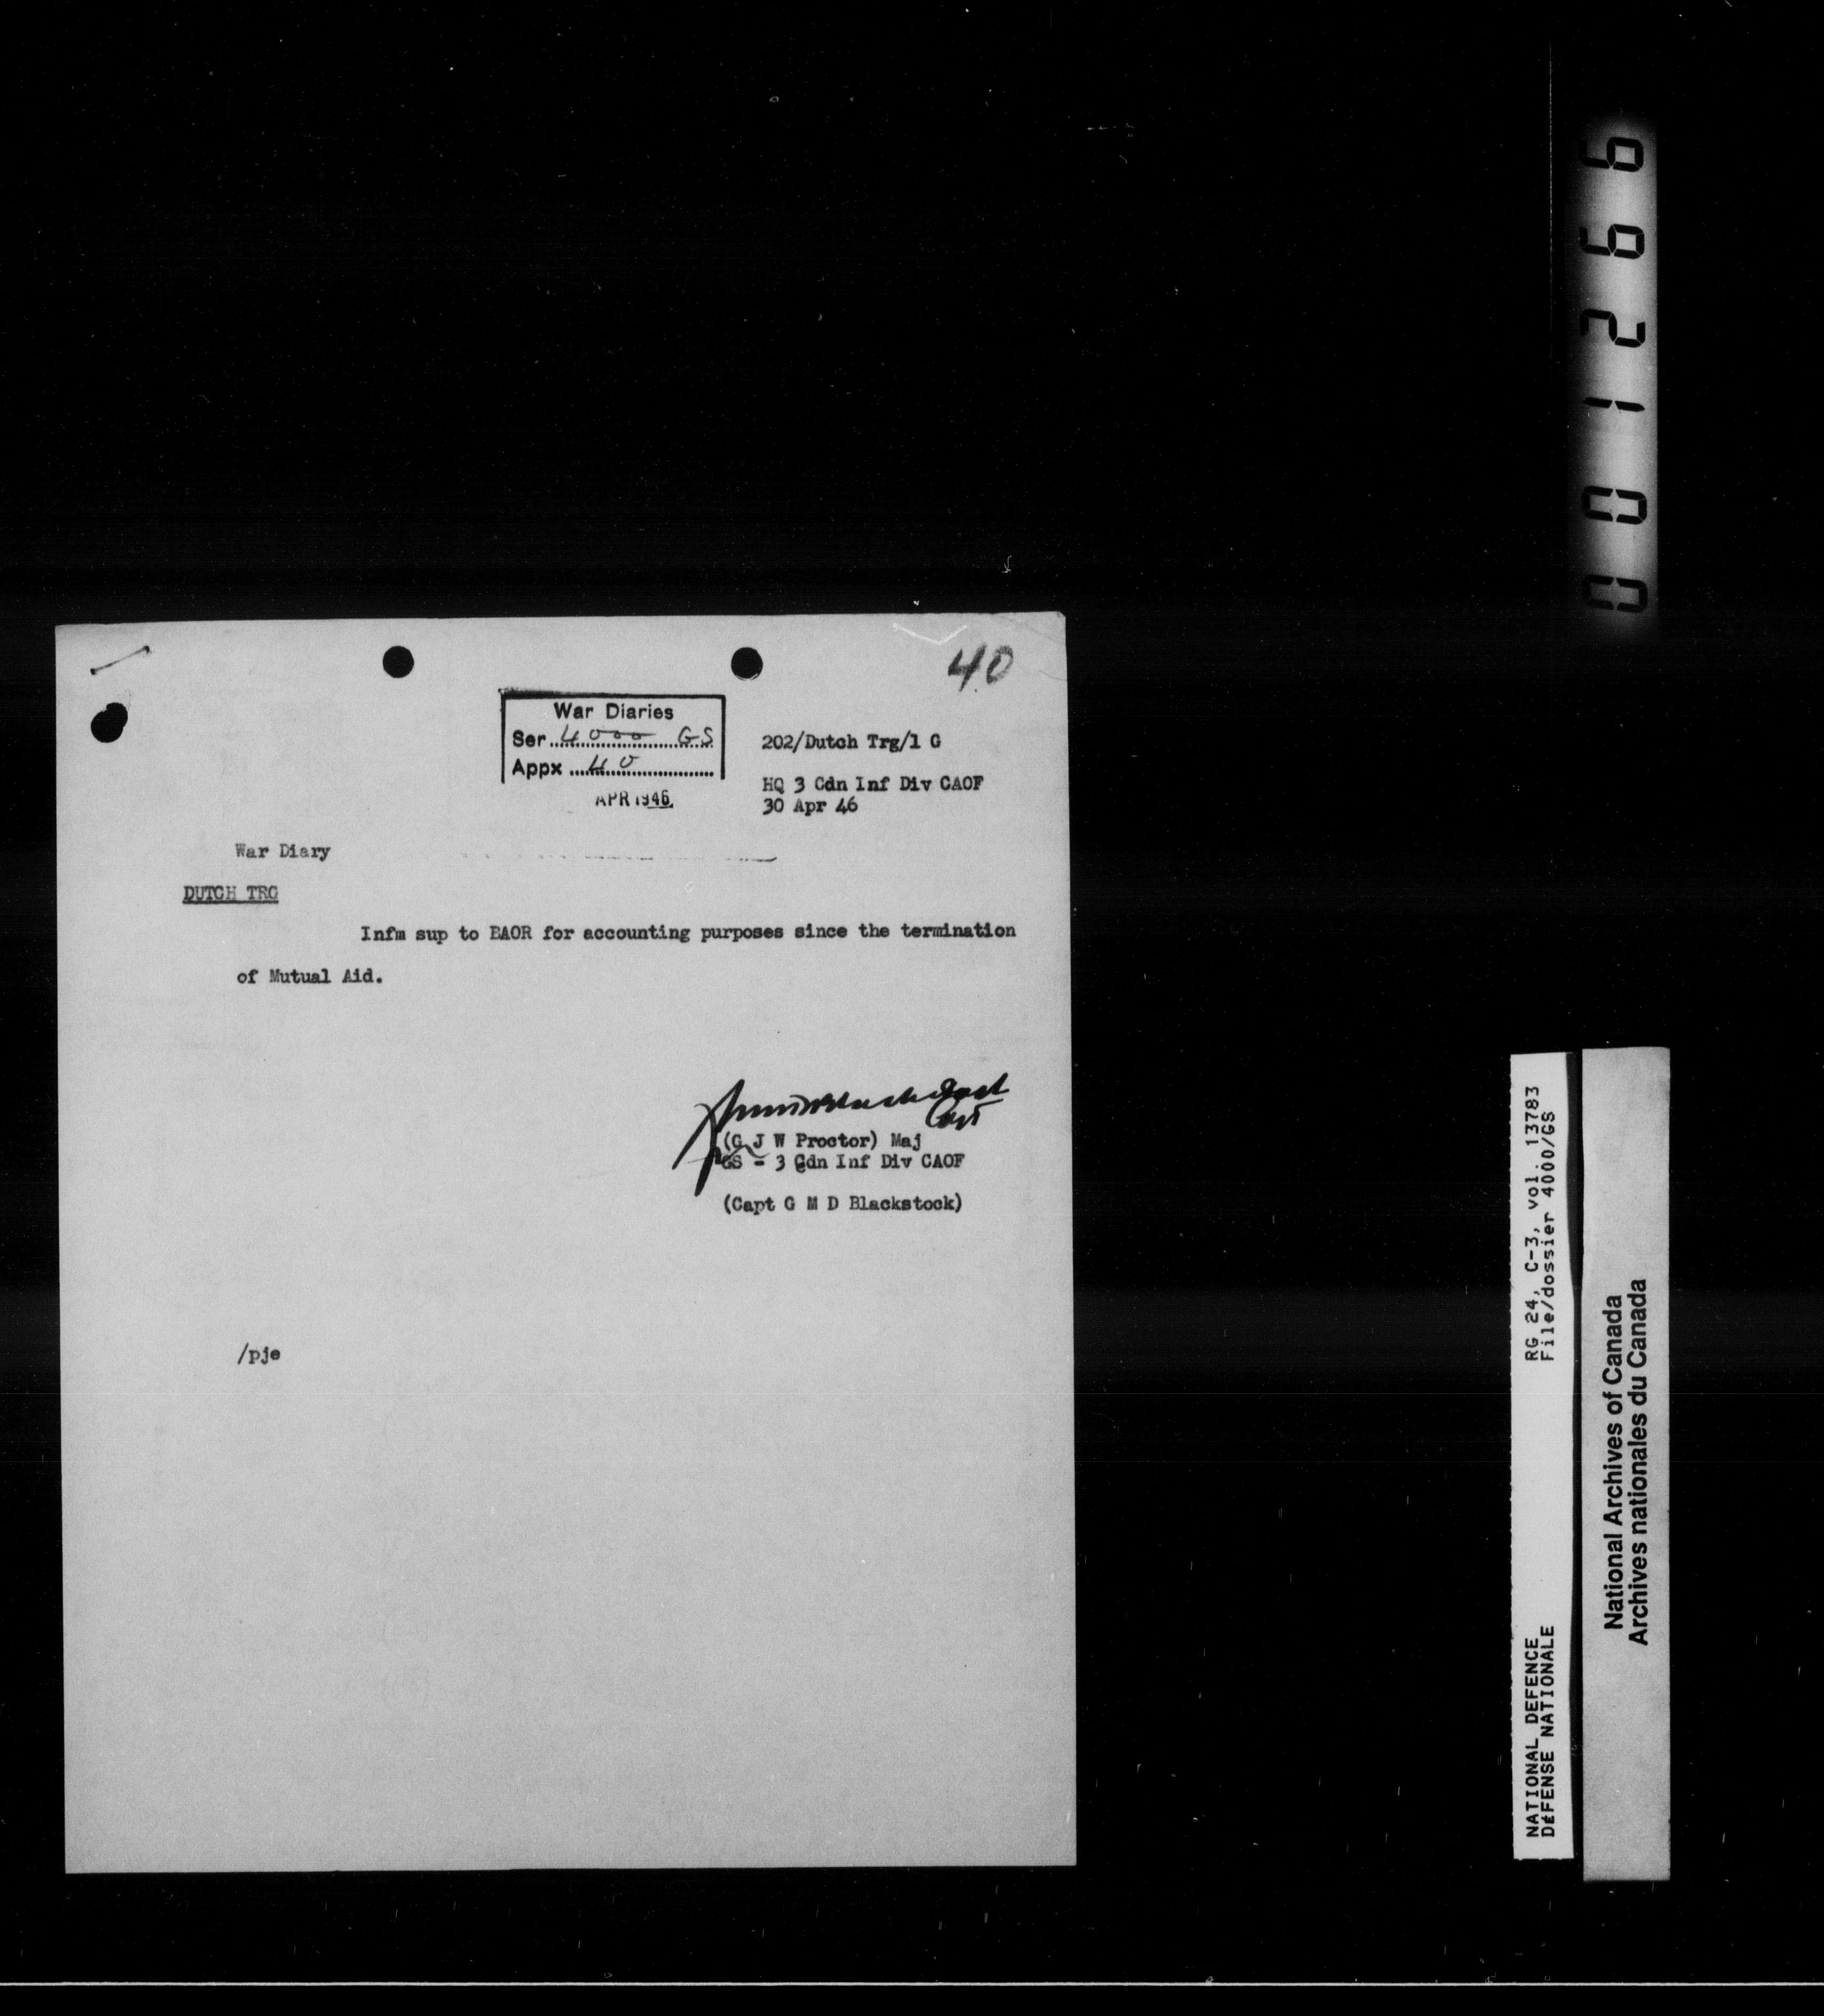 40
War Diaries
Ser 4000 GS
Appx 40
APR 1946
202/Dutch Trg/1 G
HQ 3 Cdn Inf Div CAOF
30 Apr 46
War Diary
DUTCH TRG
Infm sup to BAOR for accounting purposes since the termination
of Mutual Aid.
Capt
(G J W Proctor) Maj
GS - 3 Cdn Inf Div CAOF
(Capt G M D Blackstock)
/pje
001266
RG 24, C-3, vol. 13783
File/dossier 4000/GS
NATIONAL DEFENCE
DÉFENSE NATIONALE
National Archives of Canada
Archives nationales du Canada